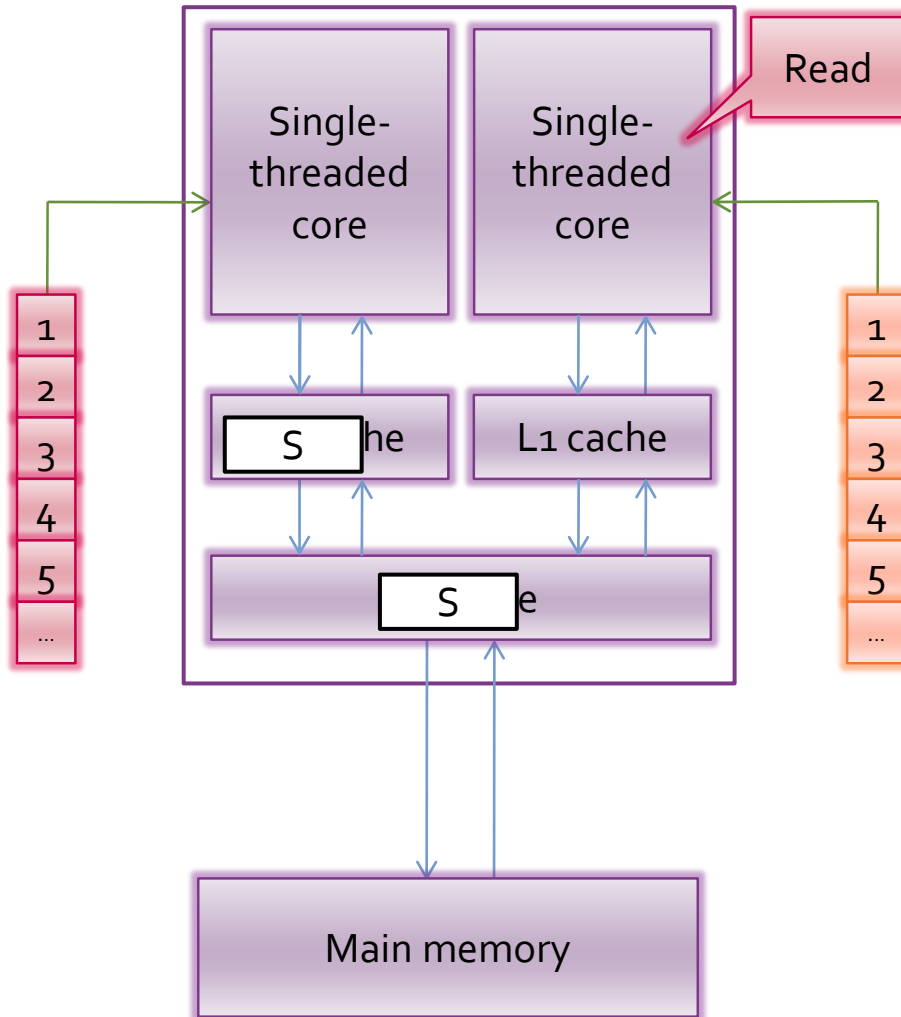 Single-
threaded
core
Single-
threaded
core
Read
1
2
3
4
5
...
S he
L1 cache
S e
1
2
3
4
5
...
Main memory